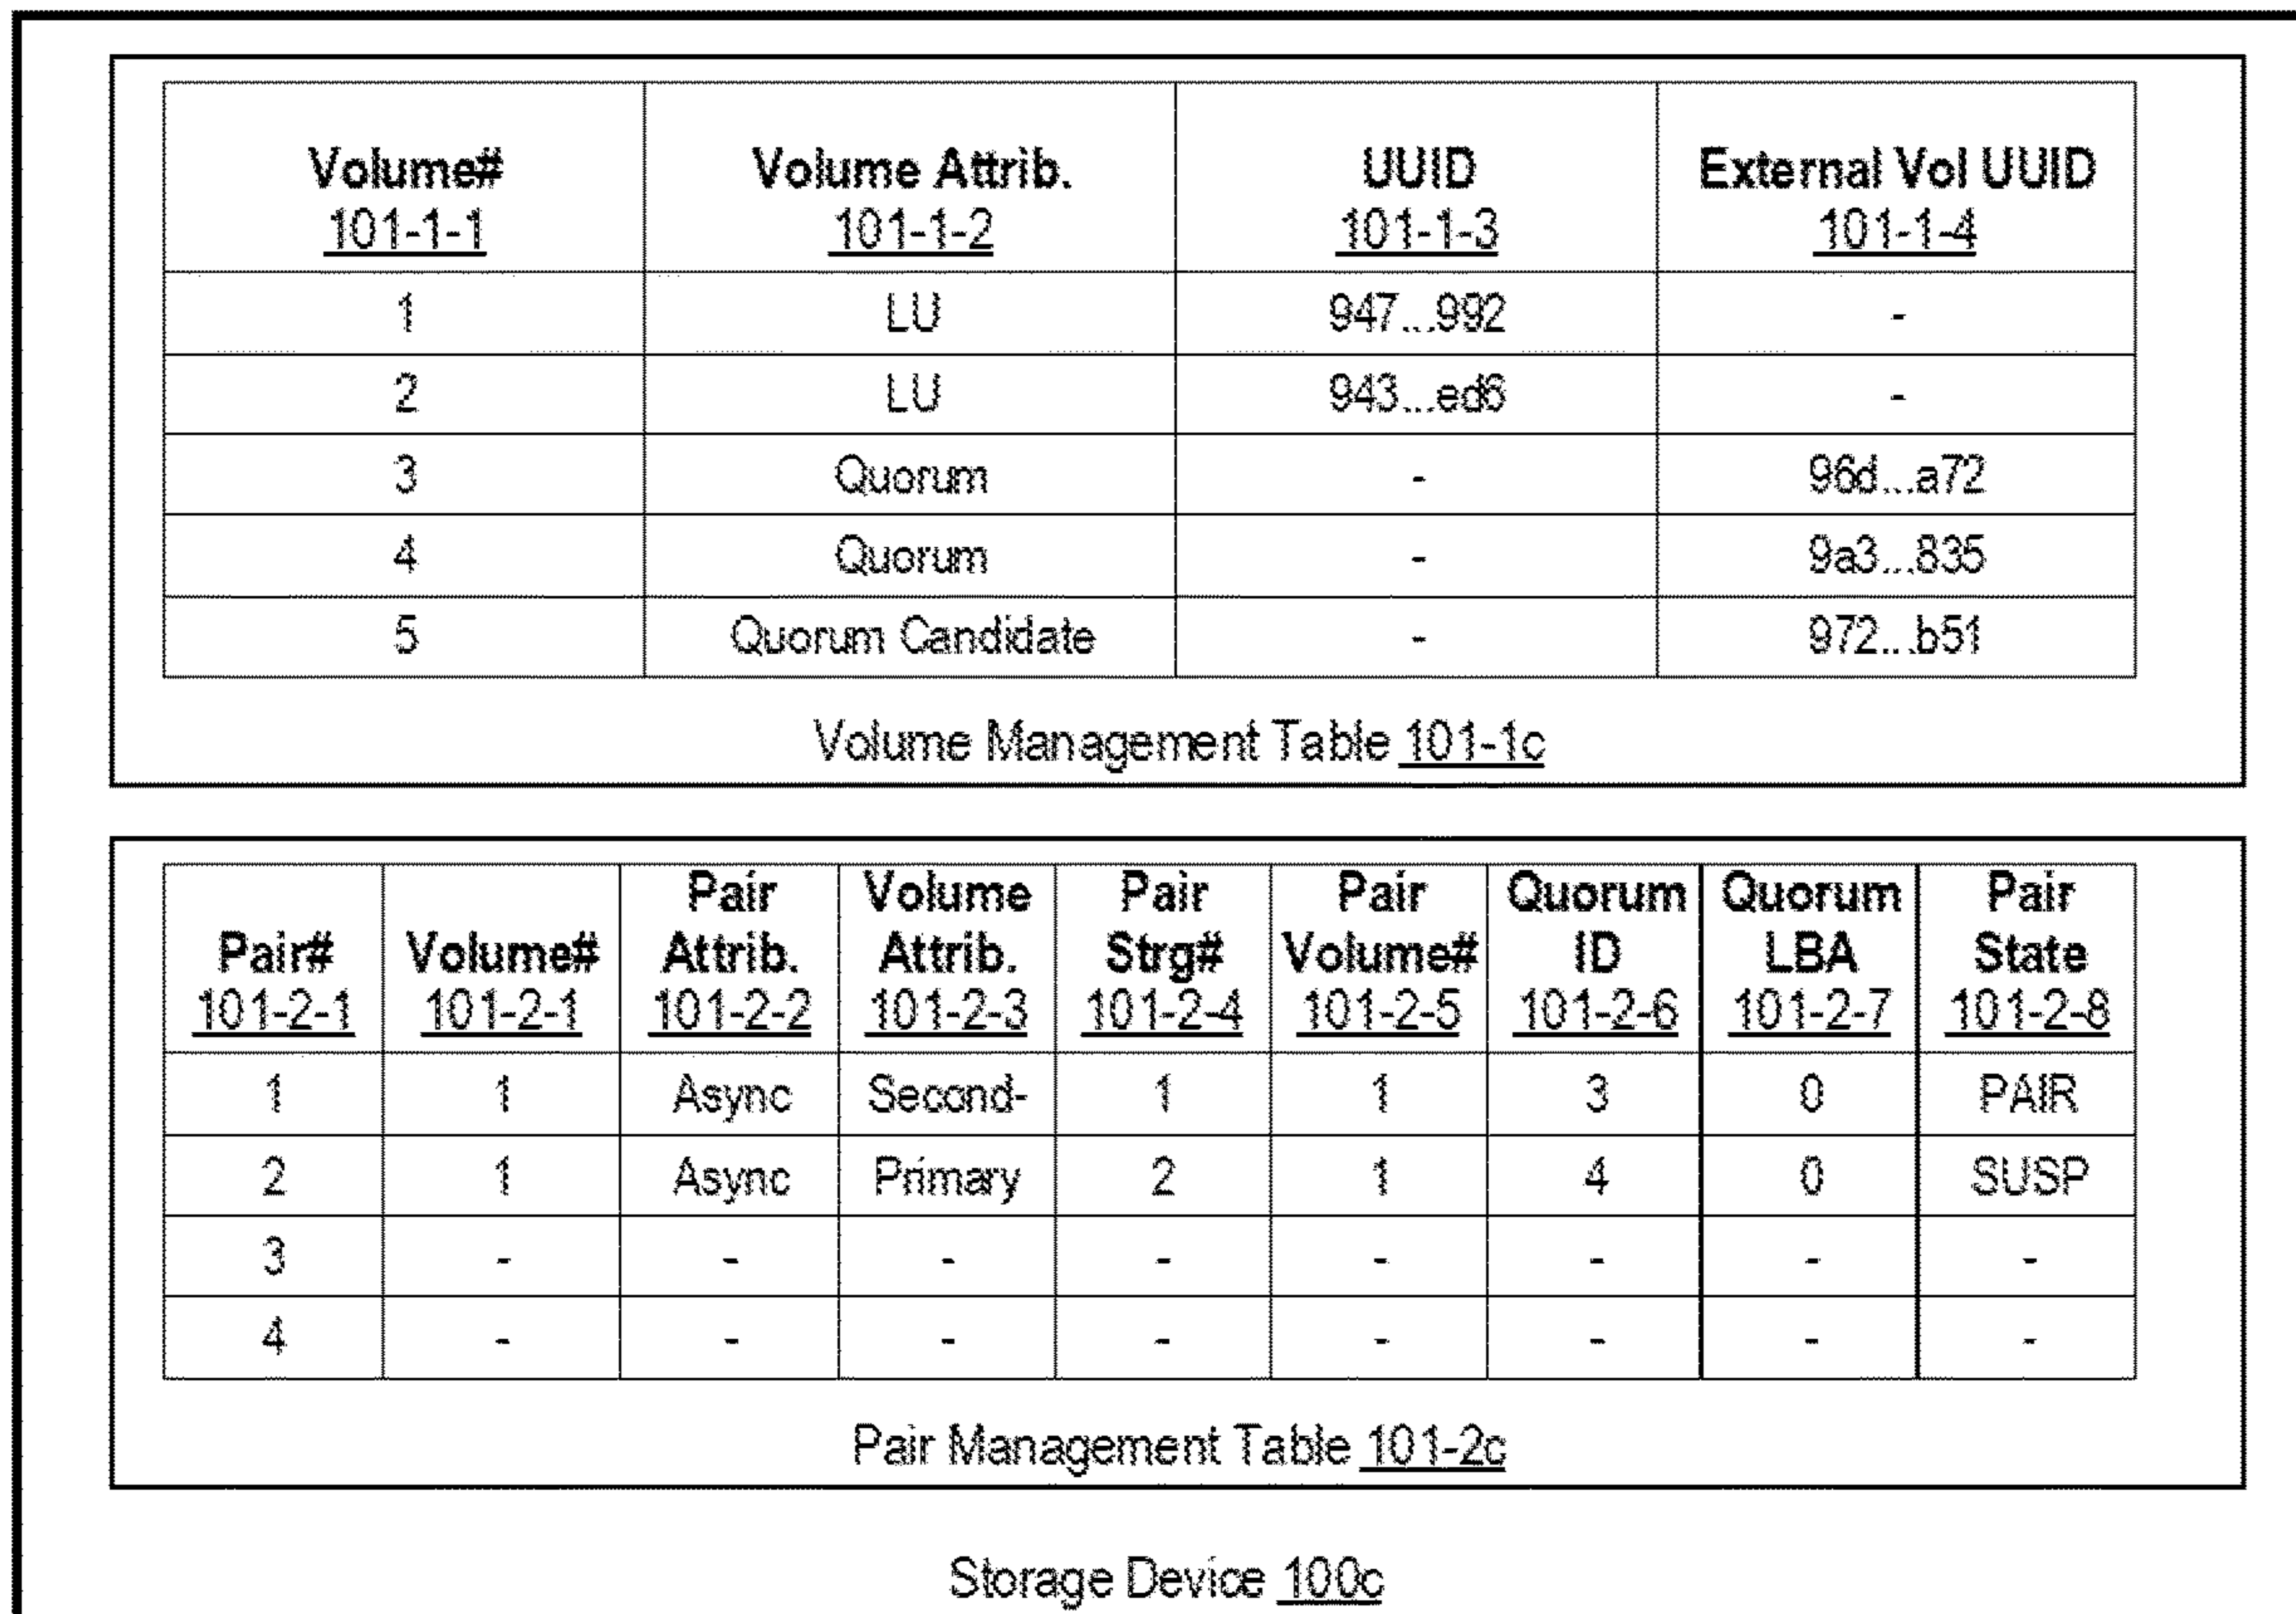 Volume# Volume Attrib. UUID External Vol UUID
101-1-1 101-1-2 101-1-3 101-1-4
1 LU 947...992 -
2 LU 943...ed6 -
3 Quorum - 96d...a72
4 Quorum - 9a3...835
5 Quorum Candidate - 972...b51
Volume Management Table 101-1c
Pair Volume Pair Pair Quorum Quorum Pair
Pair# Volume# Attrib. Attrib. Strg# Volume# ID LBA State
101-2-1 101-2-1 101-2-2 101-2-3 101-2-4 101-2-5 101-2-6 101-2-7 101-2-8
1 1 Async Second- 1 1 3 0 PAIR
2 1 Async Primary 2 1 4 0 SUSP
3 - - - - - - - -
4 - - - - - - - -
Pair Management Table 101-2c
Storage Device 100c